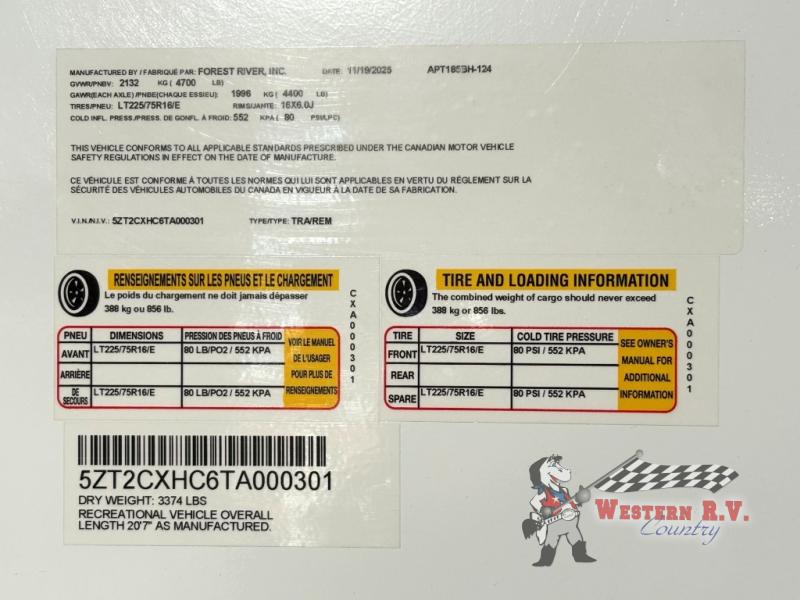 MANUFACTURED BY / FABRIQUÉ PAR: FOREST RIVER, INC. DATE: 11/19/2025 APT185BH-124
GVWR/PNBV: 2132 KG ( 4700 LB)
GAWR(EACH AXLE) /PNBE(CHAQUE ESSIEU): 1996 KG ( 4400 LB)
TIRES/PNEU: LT225/75R16/E RIMS/JANTE: 16X6.0J
COLD INFL. PRESS./PRESS. DE GONFL. À FROID: 552 KPA ( 80 PSI/LPC)
THIS VEHICLE CONFORMS TO ALL APPLICABLE STANDARDS PRESCRIBED UNDER THE CANADIAN MOTOR VEHICLE
SAFETY REGULATIONS IN EFFECT ON THE DATE OF MANUFACTURE.
CE VÉHICULE EST CONFORME À TOUTES LES NORMES QUI LUI SONT APPLICABLES EN VERTU DU RÉGLEMENT SUR LA
SÉCURITÉ DES VÉHICULES AUTOMOBILES DU CANADA EN VIGUEUR À LA DATE DE SA FABRICATION.
V.I.N./N.I.V.: 5ZT2CXHC6TA000301 TYPE/TYPE: TRA/REM
RENSEIGNEMENTS SUR LES PNEUS ET LE CHARGEMENT
Le poids du chargement ne doit jamais dépasser
388 kg ou 856 lb.
CXA000301
PNEU DIMENSIONS PRESSION DES PNEUS À FROID
AVANT LT225/75R16/E 80 LB/PO2 / 552 KPA
ARRIÈRE
DE SECOURS LT225/75R16/E 80 LB/PO2 / 552 KPA
VOIR LE MANUEL
DE L'USAGER
POUR PLUS DE
RENSEIGNEMENTS
TIRE AND LOADING INFORMATION
The combined weight of cargo should never exceed
388 kg or 856 lbs.
CXA000301
TIRE SIZE COLD TIRE PRESSURE
FRONT LT225/75R16/E 80 PSI / 552 KPA
REAR
SPARE LT225/75R16/E 80 PSI / 552 KPA
SEE OWNER'S
MANUAL FOR
ADDITIONAL
INFORMATION
5ZT2CXHC6TA000301
DRY WEIGHT: 3374 LBS
RECREATIONAL VEHICLE OVERALL
LENGTH 20'7" AS MANUFACTURED.
WESTERN R.V.
Country